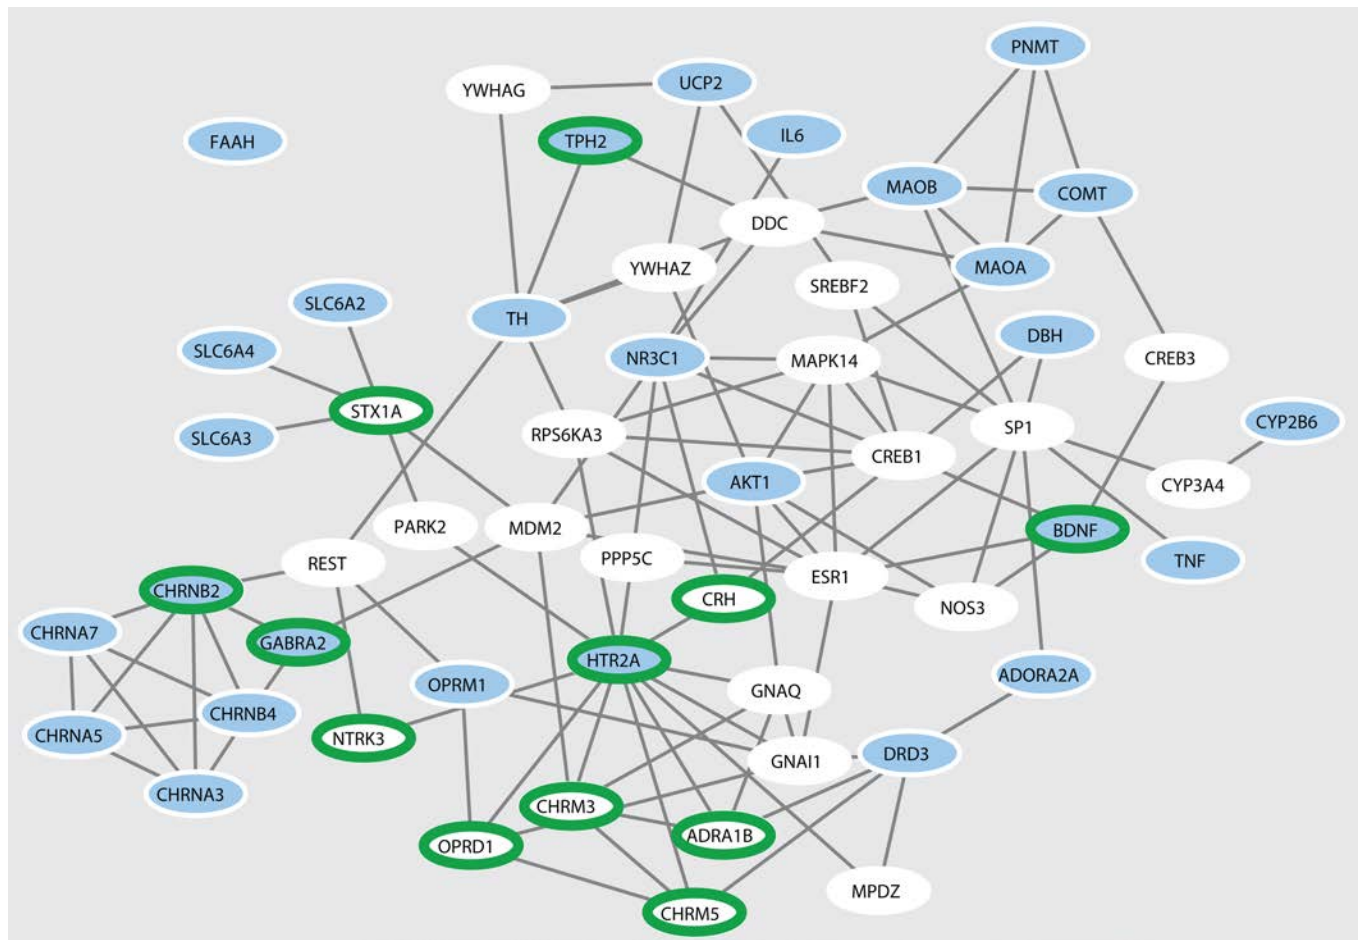 PNMT
UCP2
YWHAG
IL6
TPH2
FAAH
MAOB
COMT
DDC
YWHAZ
MAOA
SREBF2
SLC6A2
TH
DBH
SLC6A4
NR3C1
MAPK14
CREB3
STX1A
CYP2B6
SP1
RPS6KA3
SLC6A3
CREB1
AKT1
CYP3A4
PARK2
MDM2
BDNF
PPP5C
TNF
REST
ESR1
CHRNB2
CRH
NOS3
CHRNA7
GABRA2
HTR2A
ADORA2A
OPRM1
GNAQ
CHRNB4
CHRNA5
NTRK3
DRD3
GNAI1
CHRNA3
CHRM3
ADRA1B
OPRD1
MPDZ
CHRM5